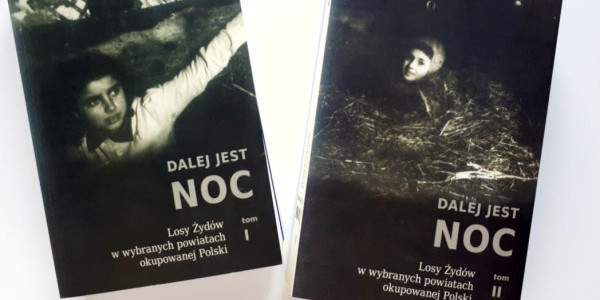 DALEJ JEST
NOC
tom
I
Losy Żydów
w wybranych powiatach
okupowanej Polski
DALEJ JEST
NOC
tom
II
Losy Żydów
w wybranych powiatach
okupowanej Polski